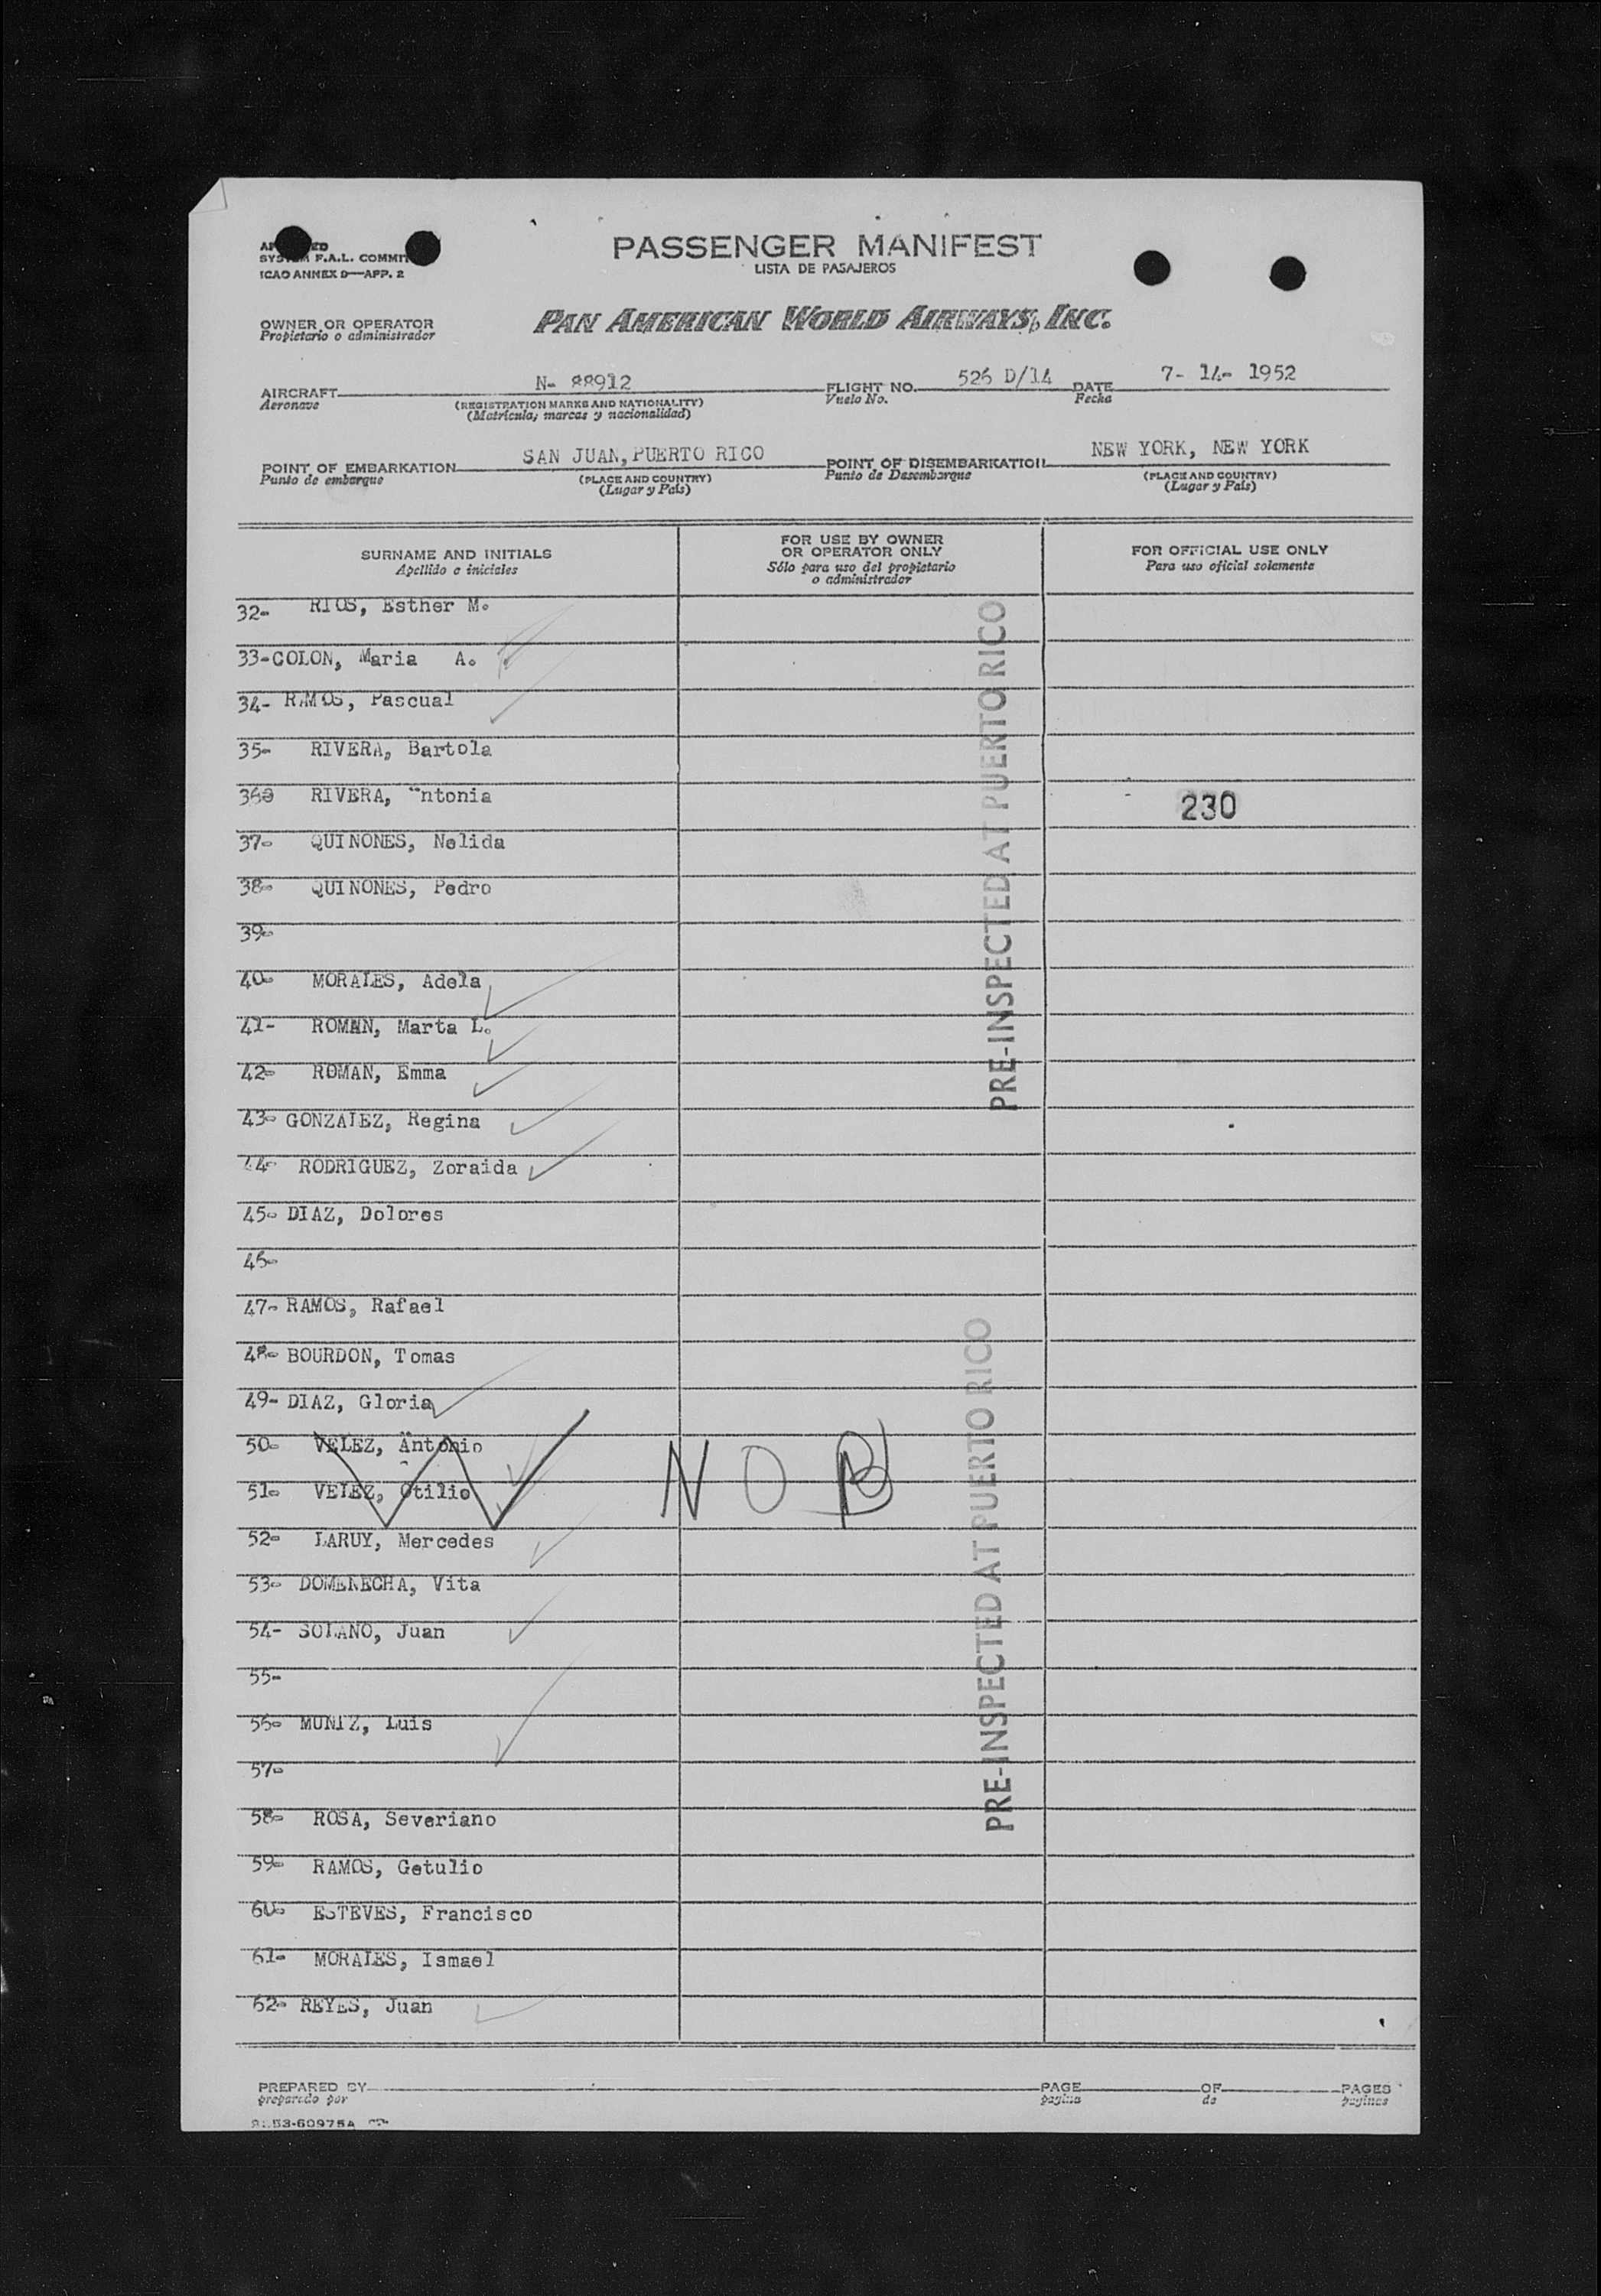 PASSENGER MANIFEST
LISTA DE PASAJEROS
SYSTEM F.A.L.
ICAO ANNEX 9—APP. 2
OWNER OR OPERATOR
Propietario o administrador
PAN AMERICAN WORLD AIRWAYS, INC.
AIRCRAFT N- 88912 FLIGHT NO. 526 D/14 DATE 7- 14- 1952
Aeronave (REGISTRATION MARKS AND NATIONALITY) Vuelo No. Fecha
(Matrícula, marcas y nacionalidad)
POINT OF EMBARKATION SAN JUAN, PUERTO RICO POINT OF DISEMBARKATION NEW YORK, NEW YORK
Punto de embarque (PLACE AND COUNTRY) Punto de Desembarque (PLACE AND COUNTRY)
(Lugar y País) (Lugar y País)
SURNAME AND INITIALS
Apellido e iniciales
FOR USE BY OWNER
OR OPERATOR ONLY
Sólo para uso del propietario
o administrador
FOR OFFICIAL USE ONLY
Para uso oficial solamente
32- RIOS, Esther M.
33-COLON, Maria A.
34- RAMOS, Pascual
35- RIVERA, Bartola
36- RIVERA, "ntonia
230
37- QUINONES, Nelida
38- QUINONES, Pedro
39-
40- MORALES, Adela
41- ROMAN, Marta L.
42- ROMAN, Emma
43- GONZALEZ, Regina
44- RODRIGUEZ, Zoraida
45- DIAZ, Dolores
46-
47- RAMOS, Rafael
48- BOURDON, Tomas
49- DIAZ, Gloria
50- VELEZ, Antonio
51- VELEZ, Otilio
N O B
52- LARUY, Mercedes
53- DOMENECHA, Vita
54- SOLANO, Juan
55-
56- MUNIZ, Luis
57-
58- ROSA, Severiano
59- RAMOS, Getulio
60- ESTEVES, Francisco
61- MORALES, Ismael
62- REYES, Juan
PRE-INSPECTED AT PUERTO RICO
PRE-INSPECTED AT PUERTO RICO
PREPARED BY PAGE OF PAGES
preparado por pagina de paginas